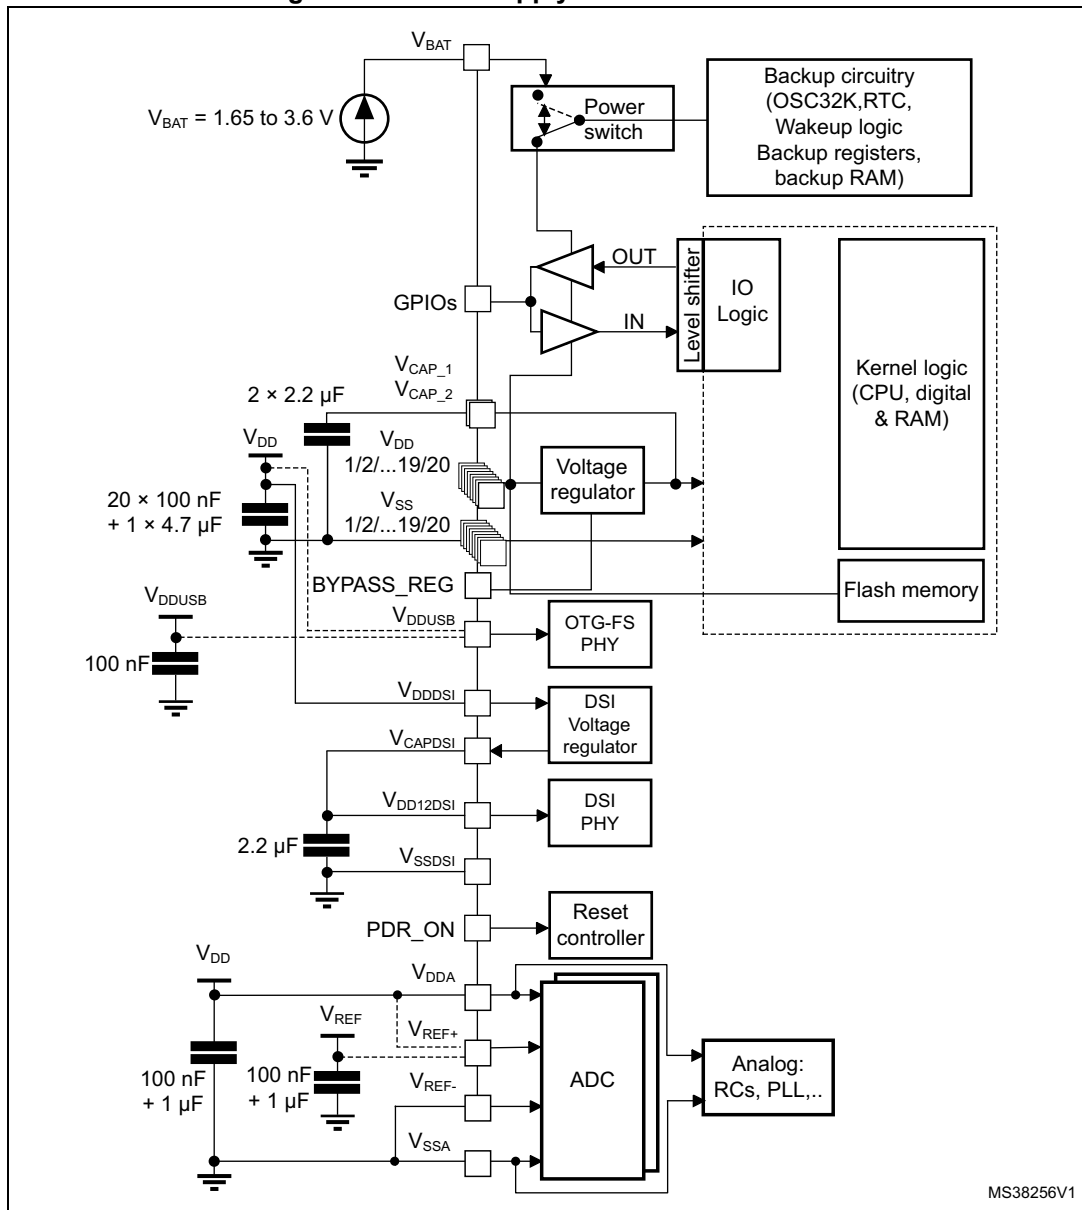 V_BAT
V_BAT = 1.65 to 3.6 V
Power
switch
Backup circuitry
(OSC32K,RTC,
Wakeup logic
Backup registers,
backup RAM)
OUT
GPIOs
IN
Level shifter
IO
Logic
Kernel logic
(CPU, digital
& RAM)
V_CAP_1
V_CAP_2
2 × 2.2 µF
V_DD
V_DD
1/2/...19/20
Voltage
regulator
20 × 100 nF
+ 1 × 4.7 µF
V_SS
1/2/...19/20
BYPASS_REG
Flash memory
V_DDUSB
V_DDUSB
OTG-FS
PHY
100 nF
V_DDDSI
DSI
Voltage
regulator
V_CAPDSI
V_DD12DSI
DSI
PHY
2.2 µF
V_SSDSI
PDR_ON
Reset
controller
V_DD
V_DDA
V_REF
V_REF+
100 nF
+ 1 µF
100 nF
+ 1 µF
V_REF-
ADC
Analog:
RCs, PLL,..
V_SSA
MS38256V1